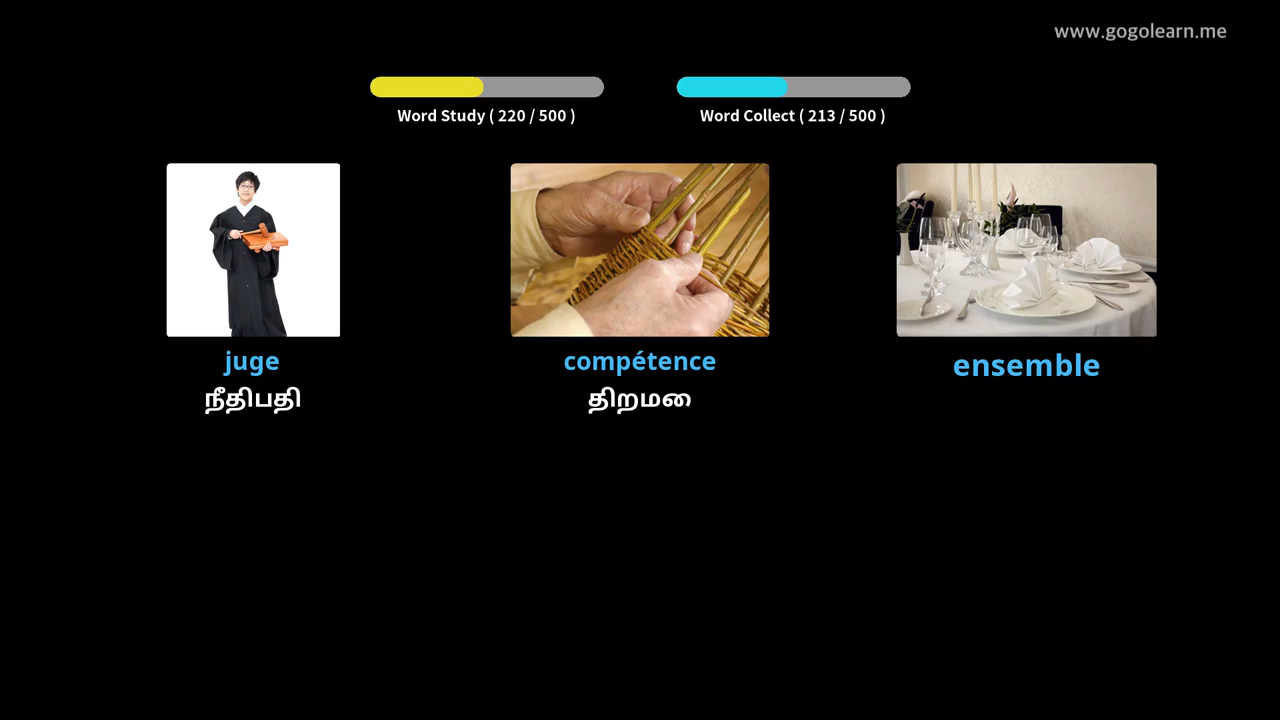 www.gogolearn.me
Word Study ( 220 / 500 )
Word Collect ( 213 / 500 )
juge
compétence
ensemble
நீதிபதி
திறமை